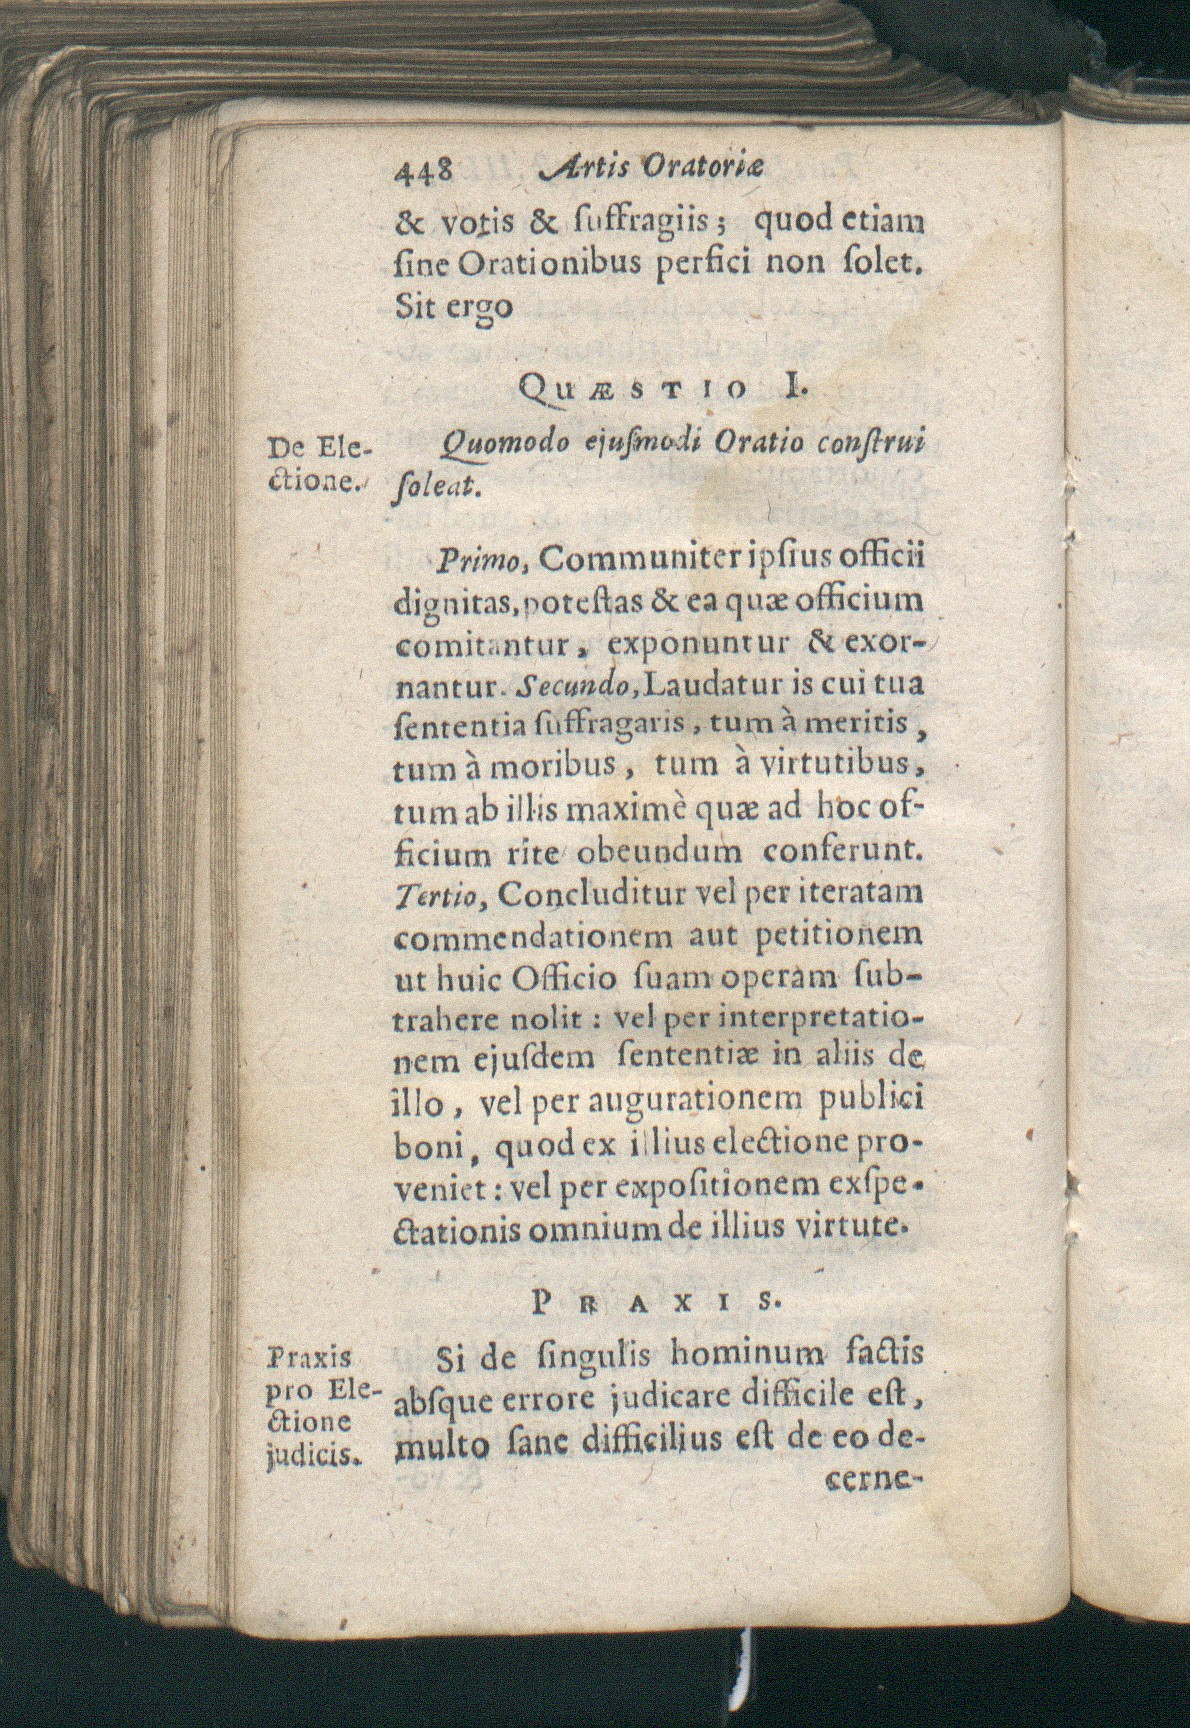 448 Artis Oratoriæ
& votis & ſuffragiis; quod etiam
ſine Orationibus perfici non ſolet.
Sit ergo
QUÆSTIO I.
De Ele-
ctione.
Quomodo ejuſmodi Oratio conſtrui
ſoleat.
Primo, Communiter ipſius officii
dignitas, poteſtas & ea quæ officium
comitantur, exponuntur & exor-
nantur. Secundo, Laudatur is cui tua
ſententia ſuffragaris, tum à meritis,
tum à moribus, tum à virtutibus,
tum ab illis maximè quæ ad hoc of-
ficium rite obeundum conferunt.
Tertio, Concluditur vel per iteratam
commendationem aut petitionem
ut huic Officio ſuam operam ſub-
trahere nolit: vel per interpretatio-
nem ejuſdem ſententiæ in aliis de
illo, vel per augurationem publici
boni, quod ex illius electione pro-
veniet: vel per expoſitionem exſpe-
ctationis omnium de illius virtute.
PRAXIS.
Praxis
pro Ele-
ctione
judicis.
Si de ſingulis hominum factis
abſque errore judicare difficile eſt,
multo ſane difficilius eſt de eo de-
cerne-